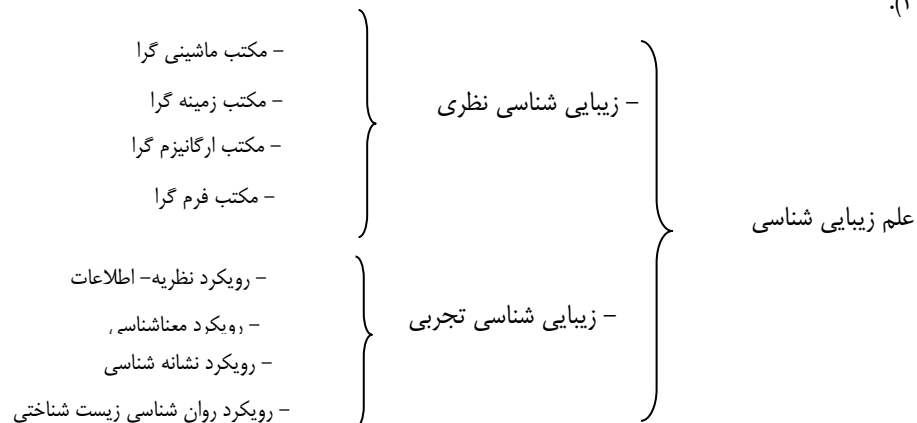 ۱).
علم زیبایی شناسی
– زیبایی شناسی نظری
– مکتب ماشینی گرا
– مکتب زمینه گرا
– مکتب ارگانیزم گرا
– مکتب فرم گرا
– زیبایی شناسی تجربی
– رویکرد نظریه– اطلاعات
– رویکرد معناشناسی
– رویکرد نشانه شناسی
– رویکرد روان شناسی زیست شناختی